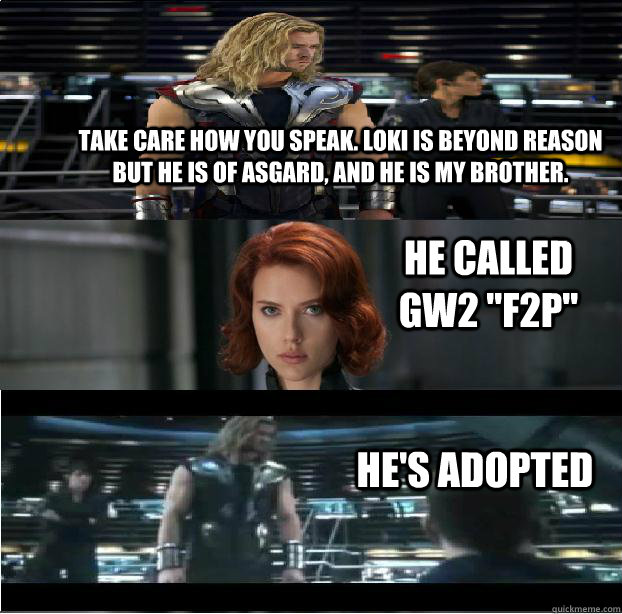 TAKE CARE HOW YOU SPEAK. LOKI IS BEYOND REASON
BUT HE IS OF ASGARD, AND HE IS MY BROTHER.
HE CALLED
GW2 "F2P"
HE'S ADOPTED
quickmeme.com